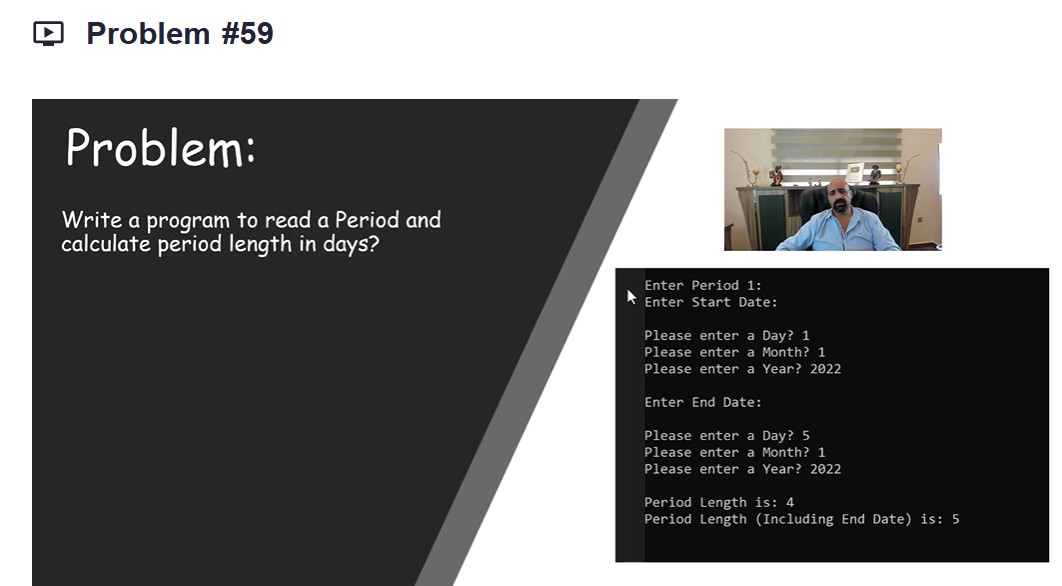 Problem #59
Problem:
Write a program to read a Period and
calculate period length in days?
Enter Period 1:
Enter Start Date:
Please enter a Day? 1
Please enter a Month? 1
Please enter a Year? 2022
Enter End Date:
Please enter a Day? 5
Please enter a Month? 1
Please enter a Year? 2022
Period Length is: 4
Period Length (Including End Date) is: 5